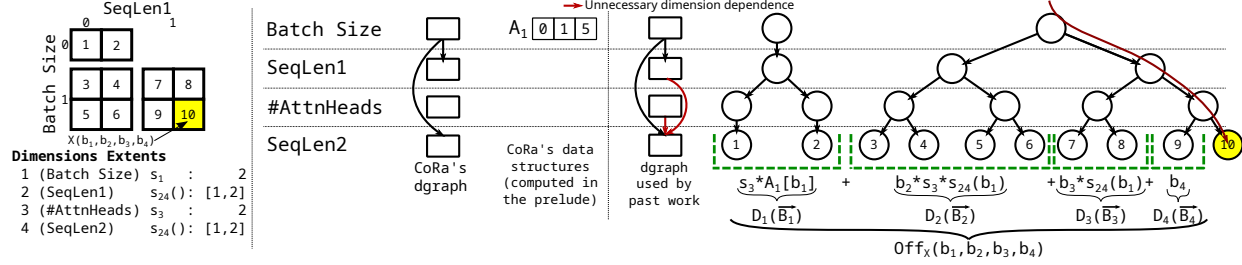 SeqLen1
0 1
Batch Size
0
1 2
1
3 4 7 8
5 6 9 10
X(b₁,b₂,b₃,b₄)
Dimensions Extents
1 (Batch Size) s₁ : 2
2 (SeqLen1) s₂₄(): [1,2]
3 (#AttnHeads) s₃ : 2
4 (SeqLen2) s₂₄(): [1,2]
Batch Size
SeqLen1
#AttnHeads
SeqLen2
CoRa's
dgraph
A₁ 0 1 5
CoRa's data
structures
(computed in
the prelude)
Unnecessary dimension dependence
dgraph
used by
past work
1 2 3 4 5 6 7 8 9 10
s₃*A₁[b₁] + b₂*s₃*s₂₄(b₁) +b₃*s₂₄(b₁)+ b₄
D₁(B₁) D₂(B₂) D₃(B₃) D₄(B₄)
Offₓ(b₁,b₂,b₃,b₄)